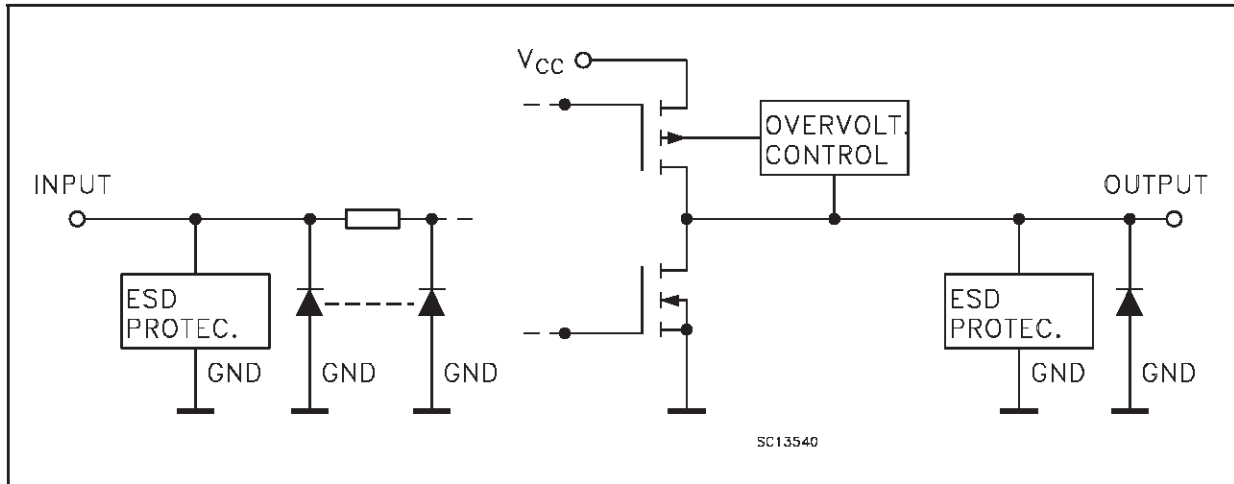 VCC
OVERVOLT.
CONTROL
INPUT
OUTPUT
ESD
PROTEC.
GND
GND
GND
ESD
PROTEC.
GND
GND
SC13540